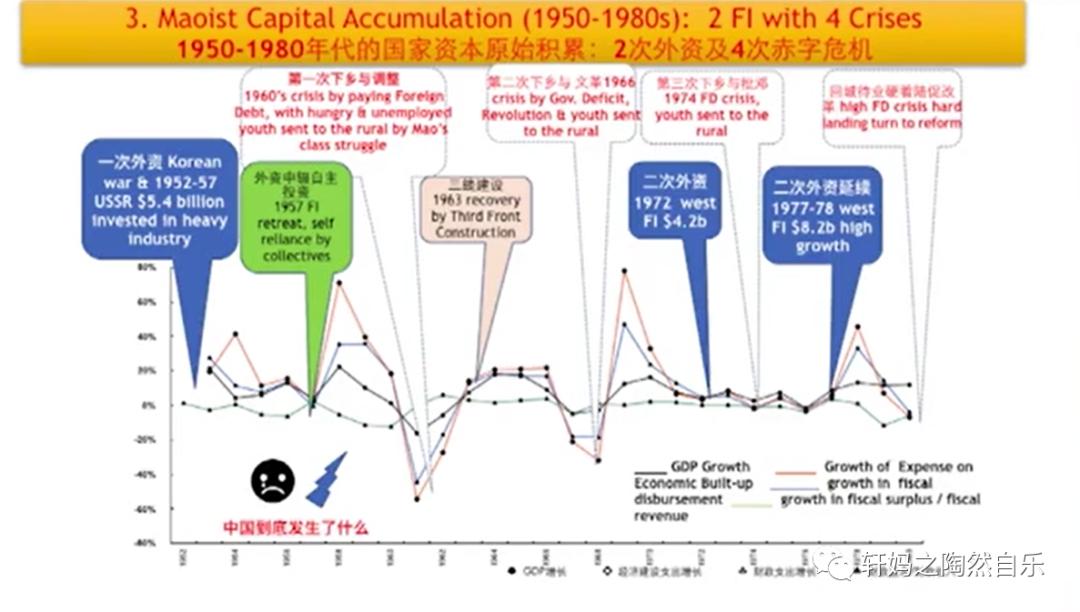 3. Maoist Capital Accumulation (1950-1980s): 2 FI with 4 Crises
1950-1980年代的国家资本原始积累：2次外资及4次赤字危机
第一次下乡与调整
1960's crisis by paying Foreign
Debt, with hungry & unemployed
youth sent to the rural by Mao's
class struggle
第二次下乡与 文革1966
crisis by Gov. Deficit,
Revolution & youth sent
to the rural
第三次下乡与批邓
1974 FD crisis,
youth sent to the
rural
回城待业硬着陆促改
革 high FD crisis hard
landing turn to reform
一次外资 Korean
war & 1952-57
USSR $5.4 billion
invested in heavy
industry
外资中辍自主
投资
1957 FI
retreat, self
reliance by
collectives
三线建设
1963 recovery
by Third Front
Construction
二次外资
1972 west
FI $4.2b
二次外资延续
1977-78 west
FI $8.2b high
growth
80%
60%
40%
20%
0%
-20%
-40%
-60%
-80%
中国到底发生了什么
GDP Growth
Growth of Expense on
Economic Built-up
growth in fiscal
disbursement
growth in fiscal surplus / fiscal
revenue
1952
1954
1962
1964
1968
1972
GDP增长
经济建设支出增长
财政支出增长
轩妈之陶然自乐